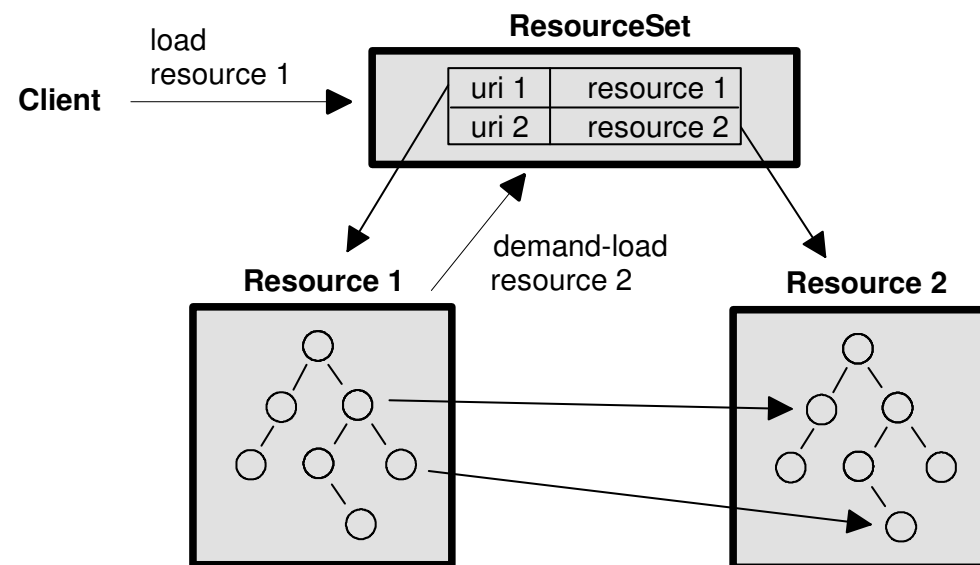 ResourceSet
load
resource 1
Client
uri 1 resource 1
uri 2 resource 2
demand-load
resource 2
Resource 1
Resource 2